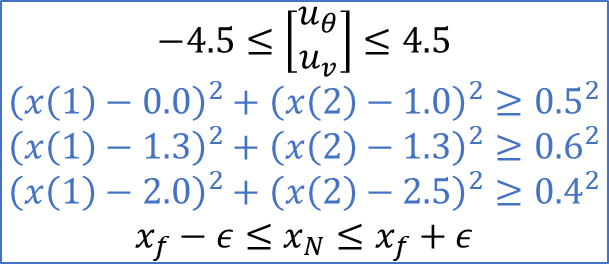 −4.5 ≤ [u_θ
u_v] ≤ 4.5
(x(1) − 0.0)² + (x(2) − 1.0)² ≥ 0.5²
(x(1) − 1.3)² + (x(2) − 1.3)² ≥ 0.6²
(x(1) − 2.0)² + (x(2) − 2.5)² ≥ 0.4²
x_f − ϵ ≤ x_N ≤ x_f + ϵ